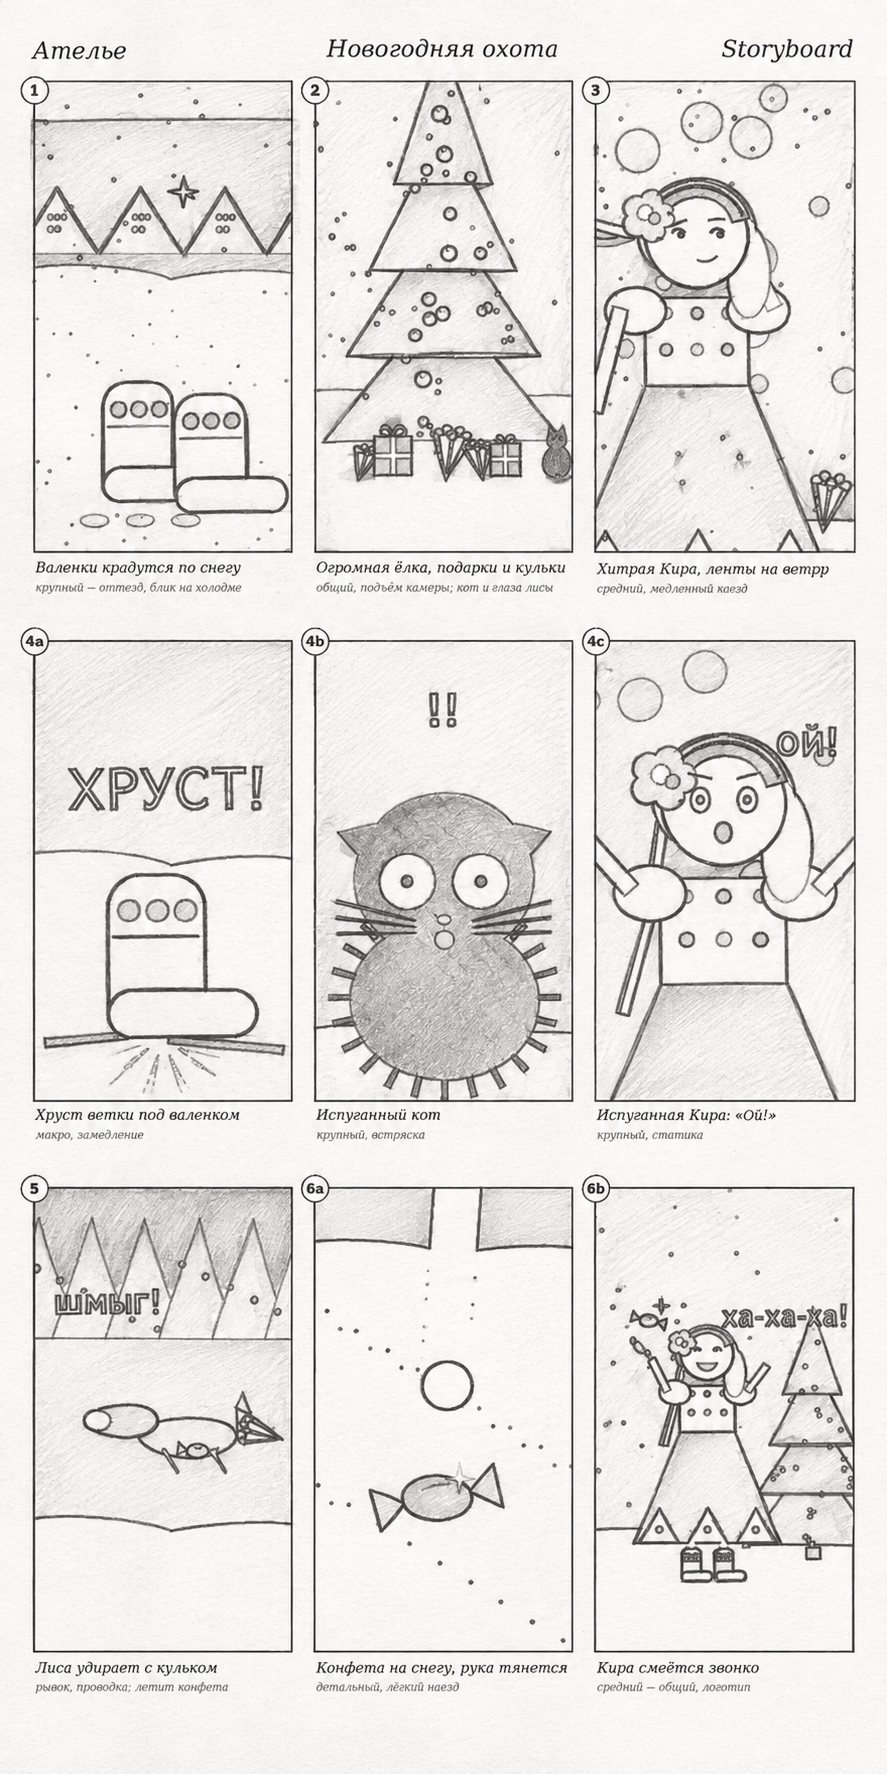 Ателье
Новогодняя охота
Storyboard
1
2
3
Валенки крадутся по снегу
крупный — оттезд, блик на холодме
Огромная ёлка, подарки и кульки
общий, подъём камеры; кот и глаза лисы
Хитрая Кира, ленты на ветрр
средний, медленный каезд
4a
ХРУСТ!
4b
!!
4c
ой!
Хруст ветки под валенком
макро, замедление
Испуганный кот
крупный, встряска
Испуганная Кира: «Ой!»
крупный, статика
5
шмыг!
6a
6b
ха-ха-ха!
Лиса удирает с кульком
рывок, проводка; летит конфета
Конфета на снегу, рука тянется
детальный, лёгкий наезд
Кира смеётся звонко
средний — общий, логотип